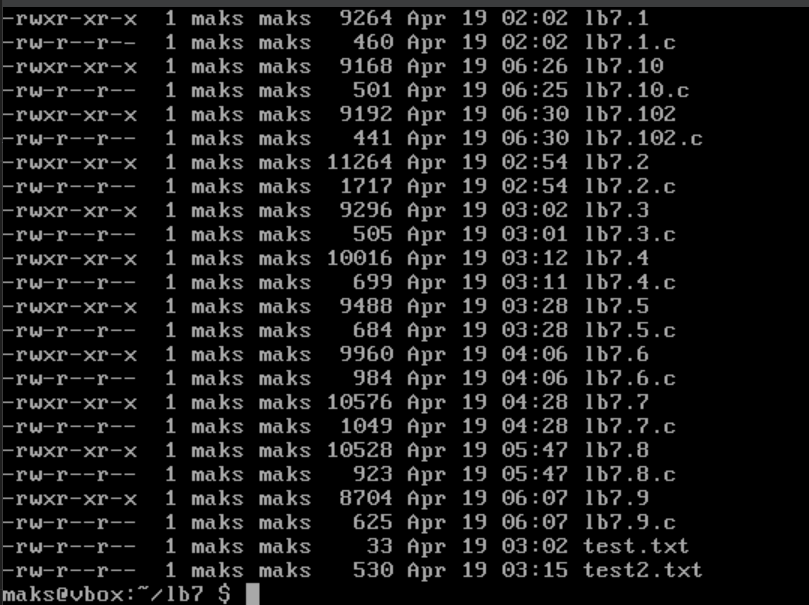 -rwxr-xr-x  1 maks maks  9264 Apr 19 02:02 lb7.1
-rw-r--r--  1 maks maks   460 Apr 19 02:02 lb7.1.c
-rwxr-xr-x  1 maks maks  9168 Apr 19 06:26 lb7.10
-rw-r--r--  1 maks maks   501 Apr 19 06:25 lb7.10.c
-rwxr-xr-x  1 maks maks  9192 Apr 19 06:30 lb7.102
-rw-r--r--  1 maks maks   441 Apr 19 06:30 lb7.102.c
-rwxr-xr-x  1 maks maks 11264 Apr 19 02:54 lb7.2
-rw-r--r--  1 maks maks  1717 Apr 19 02:54 lb7.2.c
-rwxr-xr-x  1 maks maks  9296 Apr 19 03:02 lb7.3
-rw-r--r--  1 maks maks   505 Apr 19 03:01 lb7.3.c
-rwxr-xr-x  1 maks maks 10016 Apr 19 03:12 lb7.4
-rw-r--r--  1 maks maks   699 Apr 19 03:11 lb7.4.c
-rwxr-xr-x  1 maks maks  9488 Apr 19 03:28 lb7.5
-rw-r--r--  1 maks maks   684 Apr 19 03:28 lb7.5.c
-rwxr-xr-x  1 maks maks  9960 Apr 19 04:06 lb7.6
-rw-r--r--  1 maks maks   984 Apr 19 04:06 lb7.6.c
-rwxr-xr-x  1 maks maks 10576 Apr 19 04:28 lb7.7
-rw-r--r--  1 maks maks  1049 Apr 19 04:28 lb7.7.c
-rwxr-xr-x  1 maks maks 10528 Apr 19 05:47 lb7.8
-rw-r--r--  1 maks maks   923 Apr 19 05:47 lb7.8.c
-rwxr-xr-x  1 maks maks  8704 Apr 19 06:07 lb7.9
-rw-r--r--  1 maks maks   625 Apr 19 06:07 lb7.9.c
-rw-r--r--  1 maks maks    33 Apr 19 03:02 test.txt
-rw-r--r--  1 maks maks   530 Apr 19 03:15 test2.txt
maks@vbox:~/lb7 $